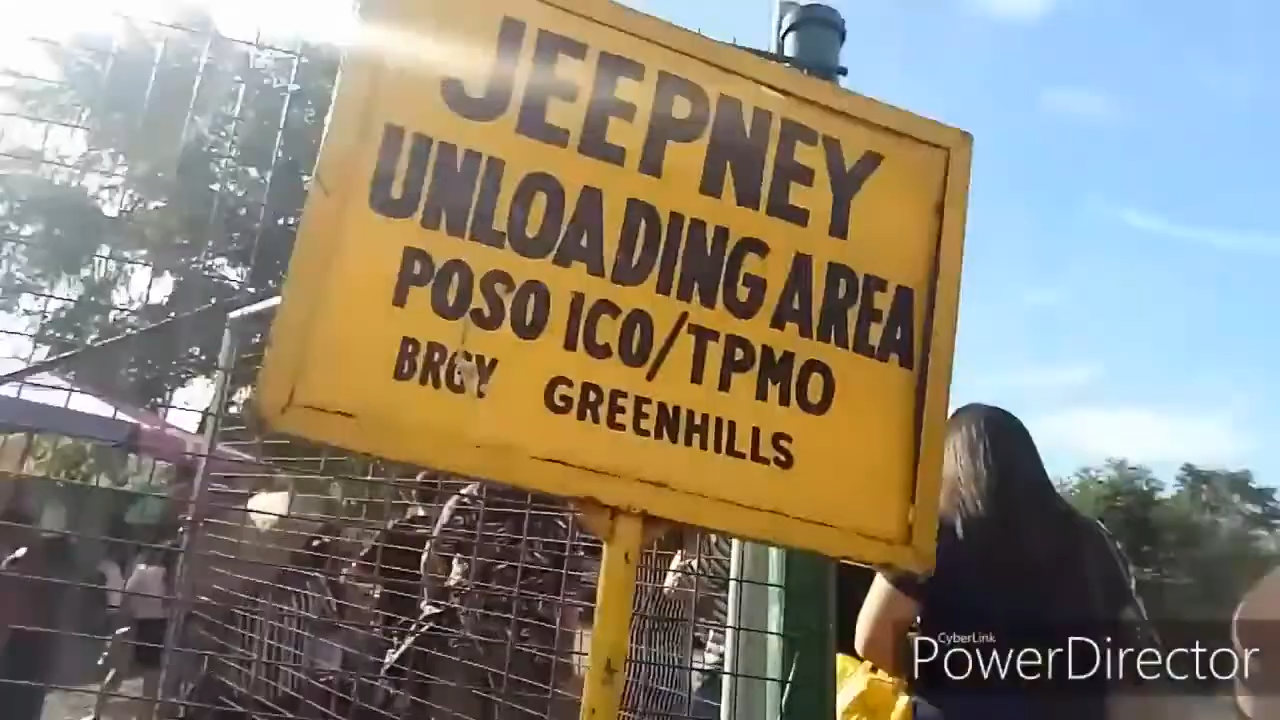 JEEPNEY
UNLOADING AREA
POSO ICO/TPMO
BRGY GREENHILLS
CyberLink
PowerDirector